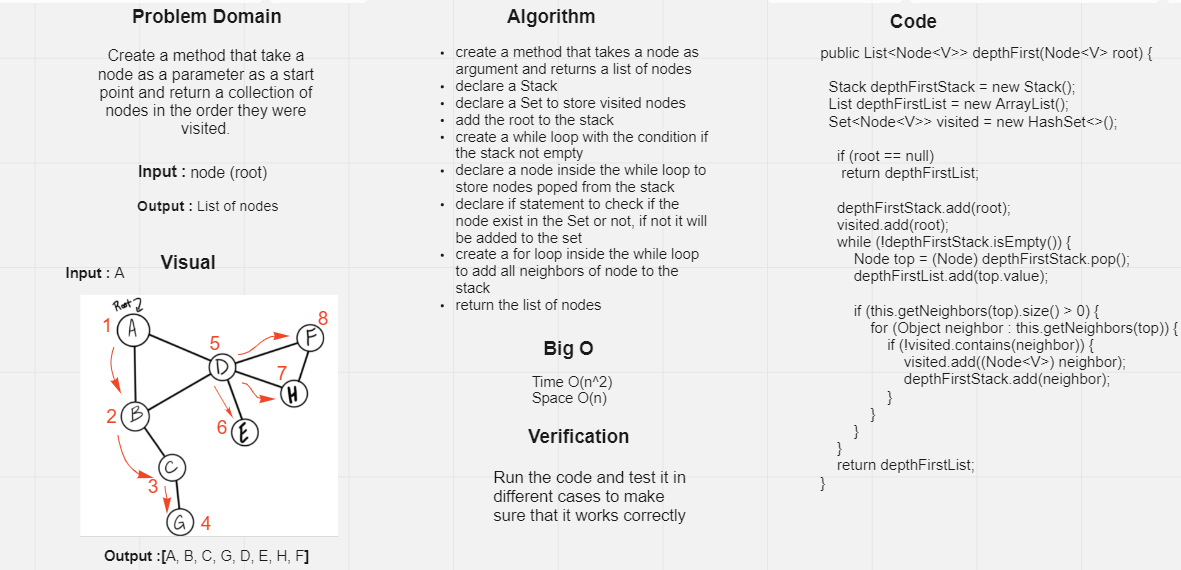 Problem Domain
Create a method that take a
node as a parameter as a start
point and return a collection of
nodes in the order they were
visited.
Input : node (root)
Output : List of nodes
Visual
Input : A
Root
1
A
2
B
3
C
4
G
5
D
6
E
7
H
8
F
Output :[A, B, C, G, D, E, H, F]
Algorithm
• create a method that takes a node as
argument and returns a list of nodes
• declare a Stack
• declare a Set to store visited nodes
• add the root to the stack
• create a while loop with the condition if
the stack not empty
• declare a node inside the while loop to
store nodes poped from the stack
• declare if statement to check if the
node exist in the Set or not, if not it will
be added to the set
• create a for loop inside the while loop
to add all neighbors of node to the
stack
• return the list of nodes
Big O
Time O(n^2)
Space O(n)
Verification
Run the code and test it in
different cases to make
sure that it works correctly
Code
public List<Node<V>> depthFirst(Node<V> root) {
Stack depthFirstStack = new Stack();
List depthFirstList = new ArrayList();
Set<Node<V>> visited = new HashSet<>();
if (root == null)
return depthFirstList;
depthFirstStack.add(root);
visited.add(root);
while (!depthFirstStack.isEmpty()) {
Node top = (Node) depthFirstStack.pop();
depthFirstList.add(top.value);
if (this.getNeighbors(top).size() > 0) {
for (Object neighbor : this.getNeighbors(top)) {
if (!visited.contains(neighbor)) {
visited.add((Node<V>) neighbor);
depthFirstStack.add(neighbor);
}
}
}
}
return depthFirstList;
}